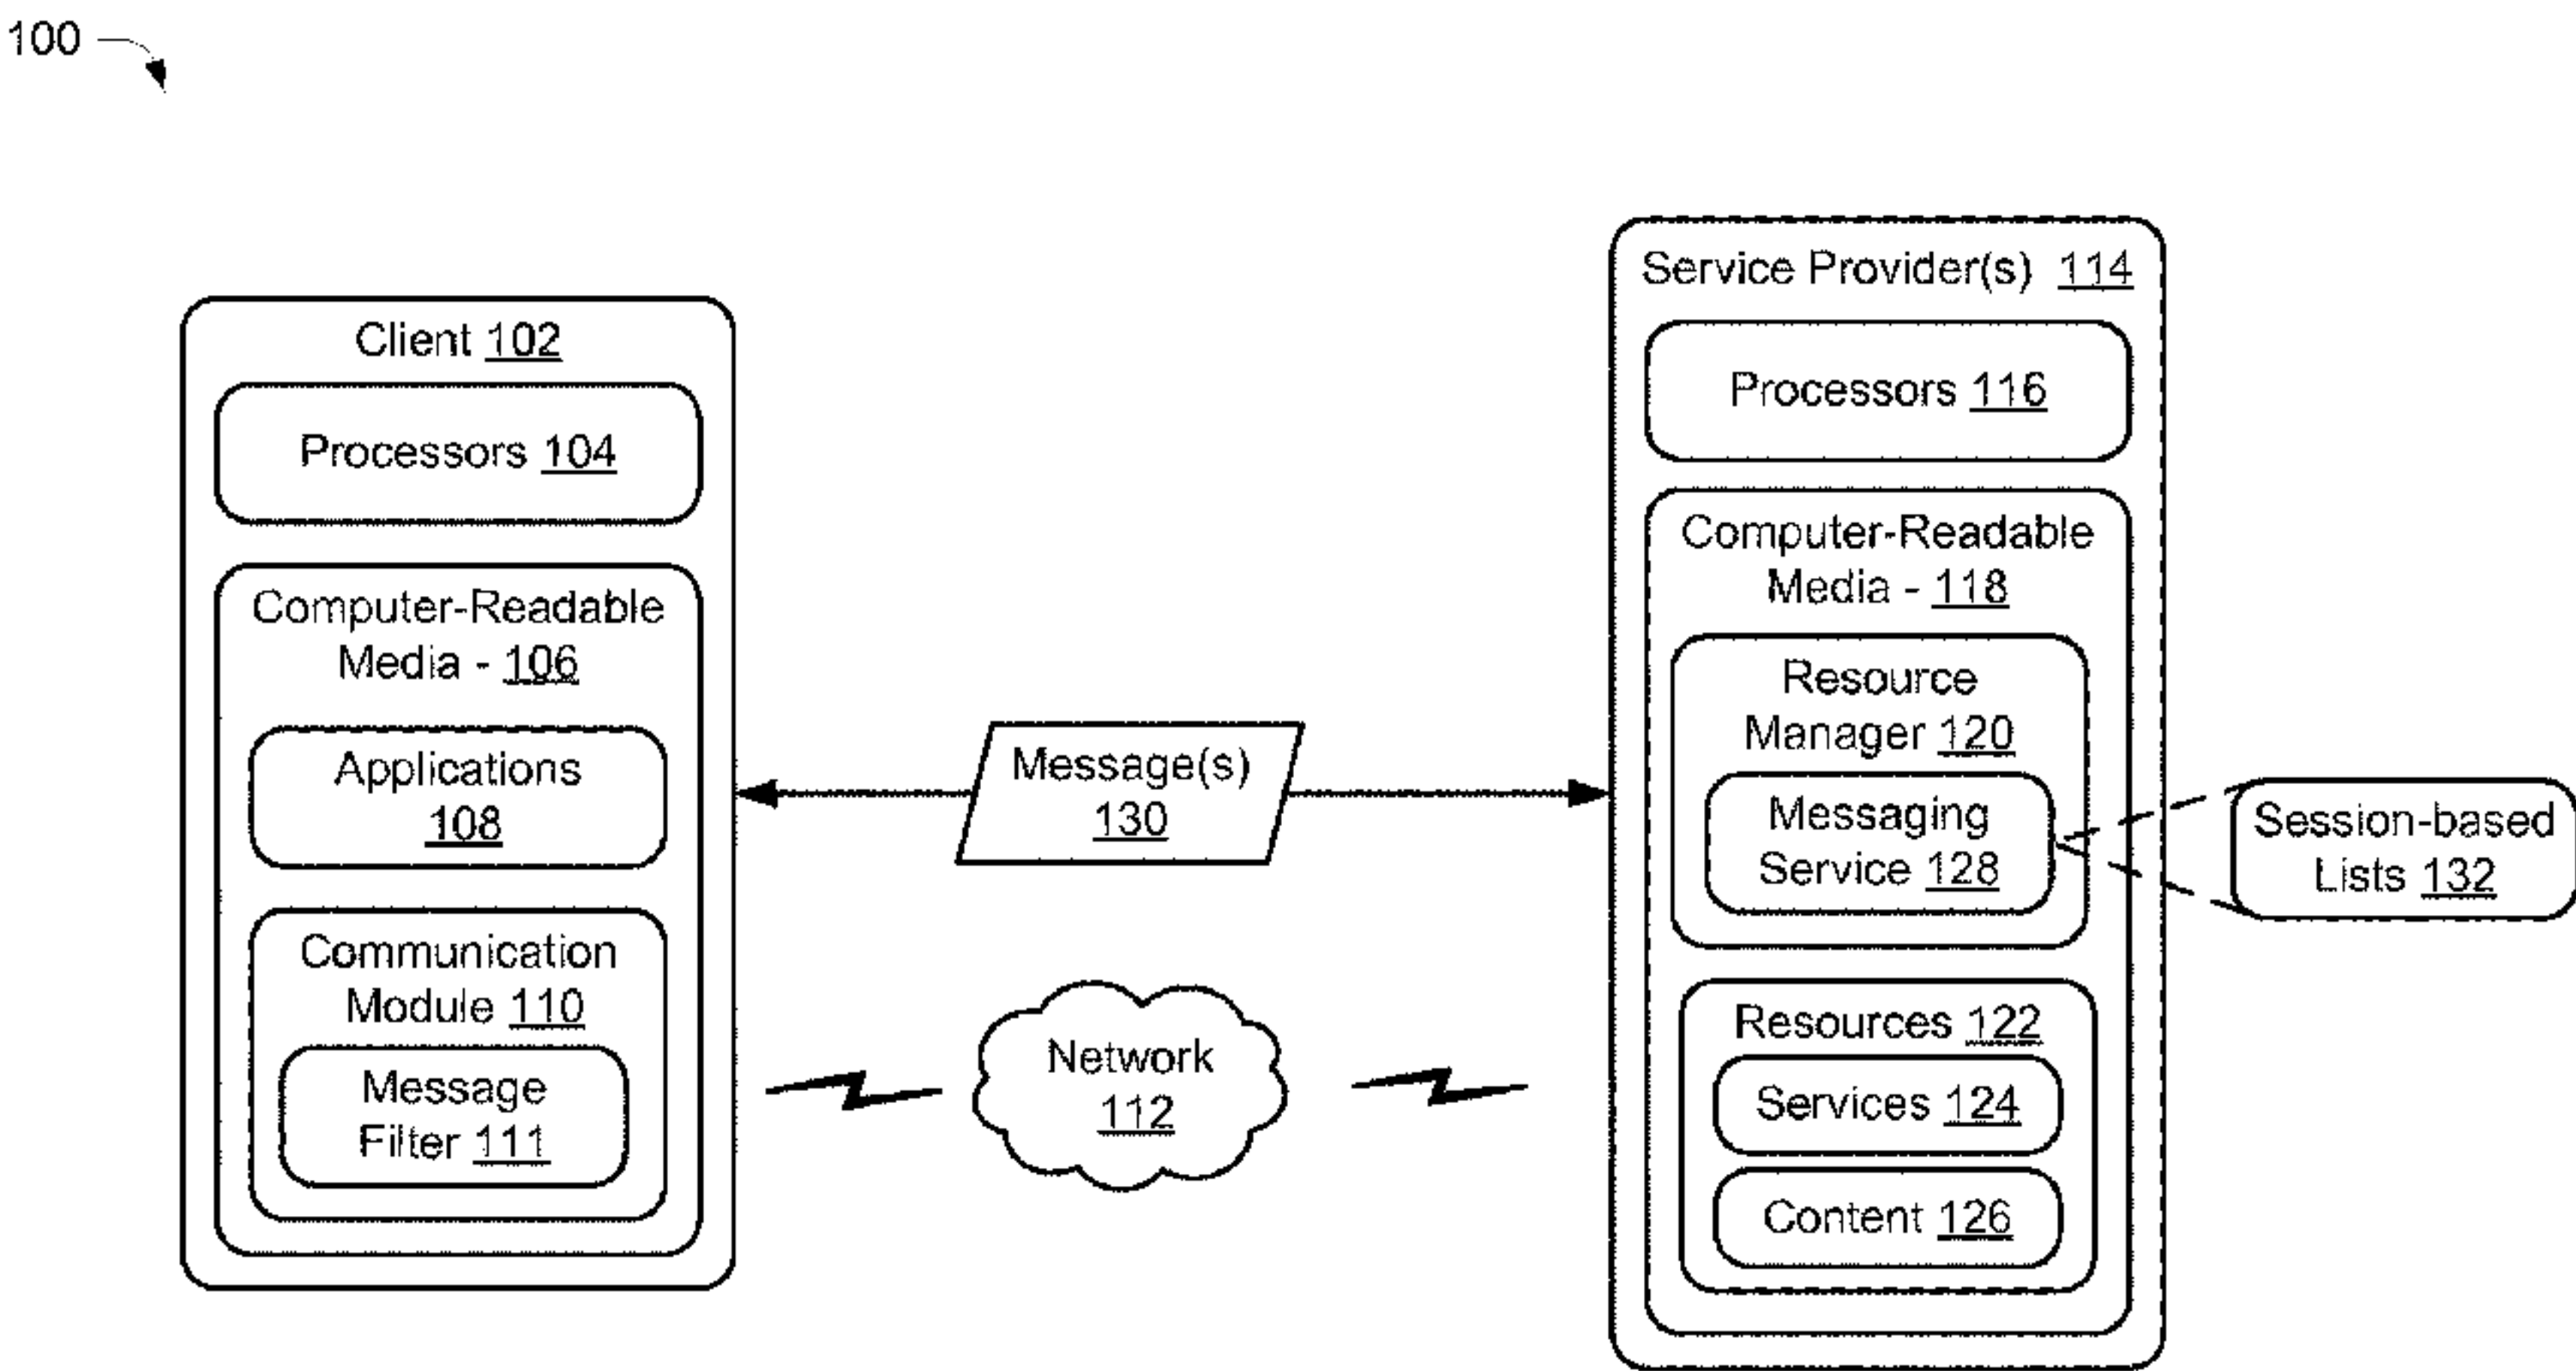 100
Client 102
Processors 104
Computer-Readable
Media - 106
Applications
108
Communication
Module 110
Message
Filter 111
Message(s)
130
Network
112
Service Provider(s) 114
Processors 116
Computer-Readable
Media - 118
Resource
Manager 120
Messaging
Service 128
Session-based
Lists 132
Resources 122
Services 124
Content 126